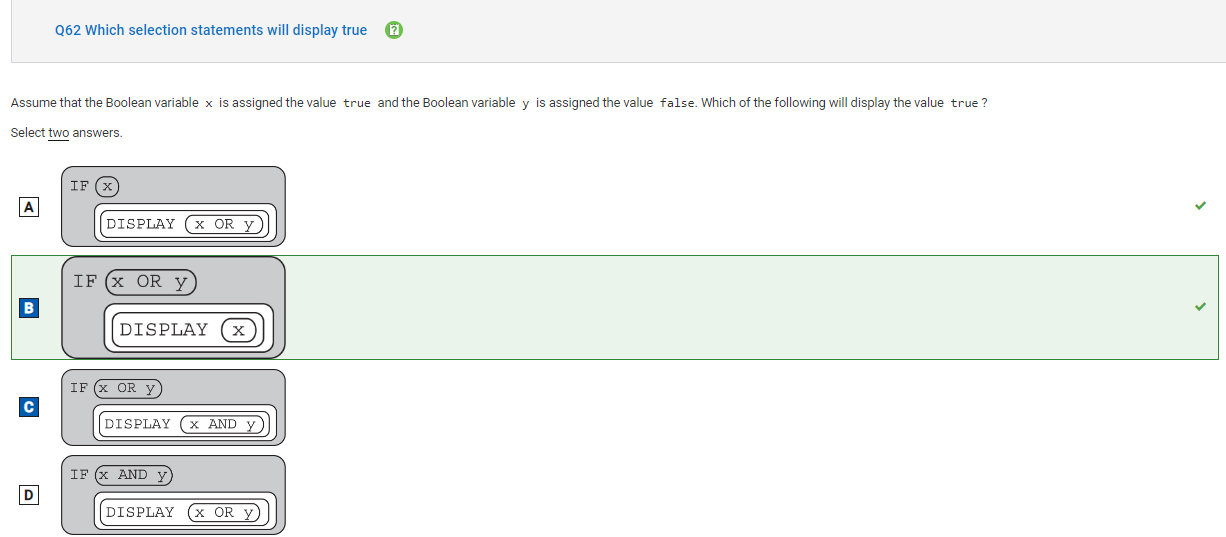 Q62 Which selection statements will display true
Assume that the Boolean variable x is assigned the value true and the Boolean variable y is assigned the value false. Which of the following will display the value true ?
Select two answers.
A
IF x
DISPLAY x OR y
B
IF x OR y
DISPLAY x
C
IF x OR y
DISPLAY x AND y
D
IF x AND y
DISPLAY x OR y